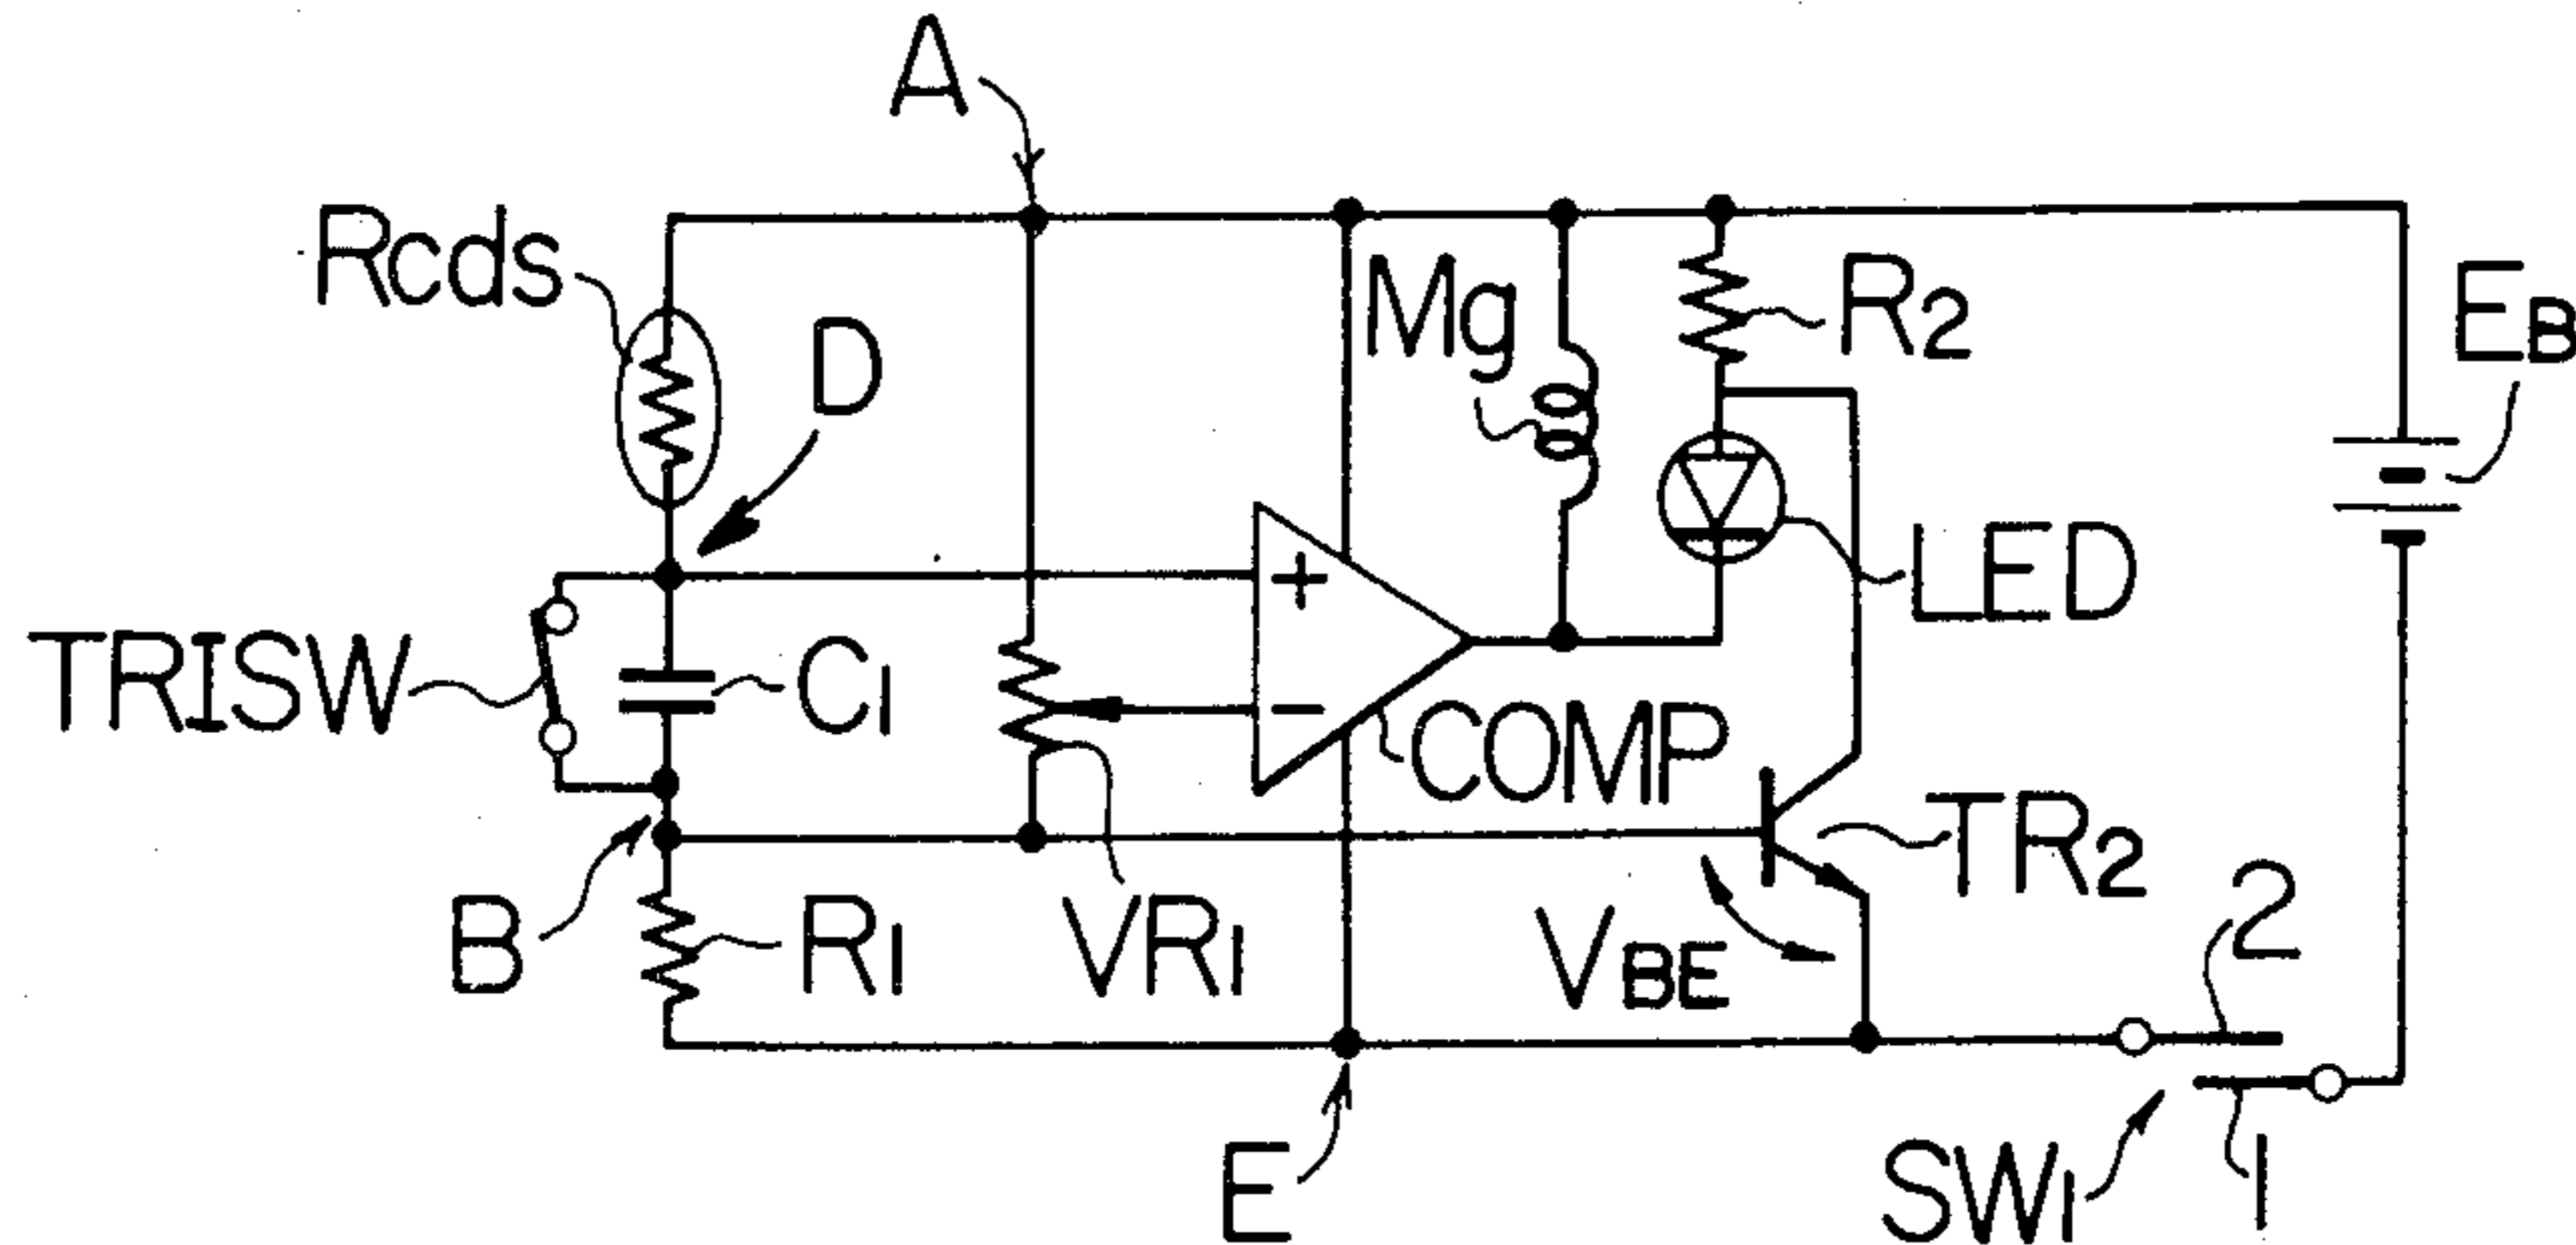 A
Rcds
D
Mg
R2
EB
LED
TRISW
C1
+
−
COMP
TR2
B
R1
VR1
VBE
2
E
SW1
1